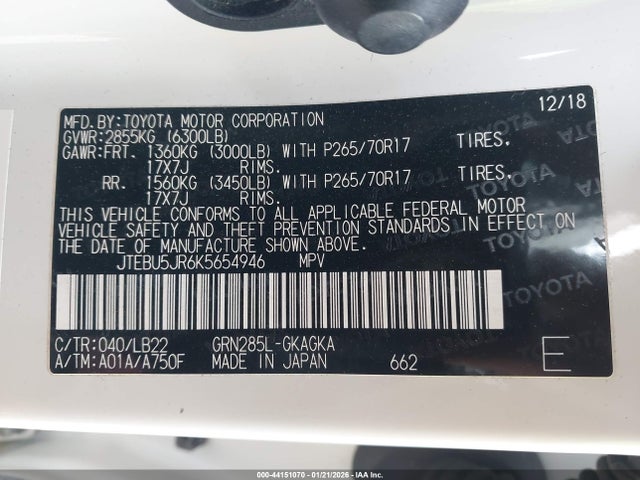 12/18
MFD.BY:TOYOTA MOTOR CORPORATION
GVWR:2855KG (6300LB)
GAWR:FRT. 1360KG (3000LB) WITH P265/70R17 TIRES,
17X7J RIMS.
RR. 1560KG (3450LB) WITH P265/70R17 TIRES,
17X7J RIMS.
THIS VEHICLE CONFORMS TO ALL APPLICABLE FEDERAL MOTOR
VEHICLE SAFETY AND THEFT PREVENTION STANDARDS IN EFFECT ON
THE DATE OF MANUFACTURE SHOWN ABOVE.
JTEBU5JR6K5654946 MPV
C/TR:040/LB22 GRN285L-GKAGKA
A/TM:A01A/A750F MADE IN JAPAN 662 E
000-44151070 | 01/21/2026 | IAA Inc.